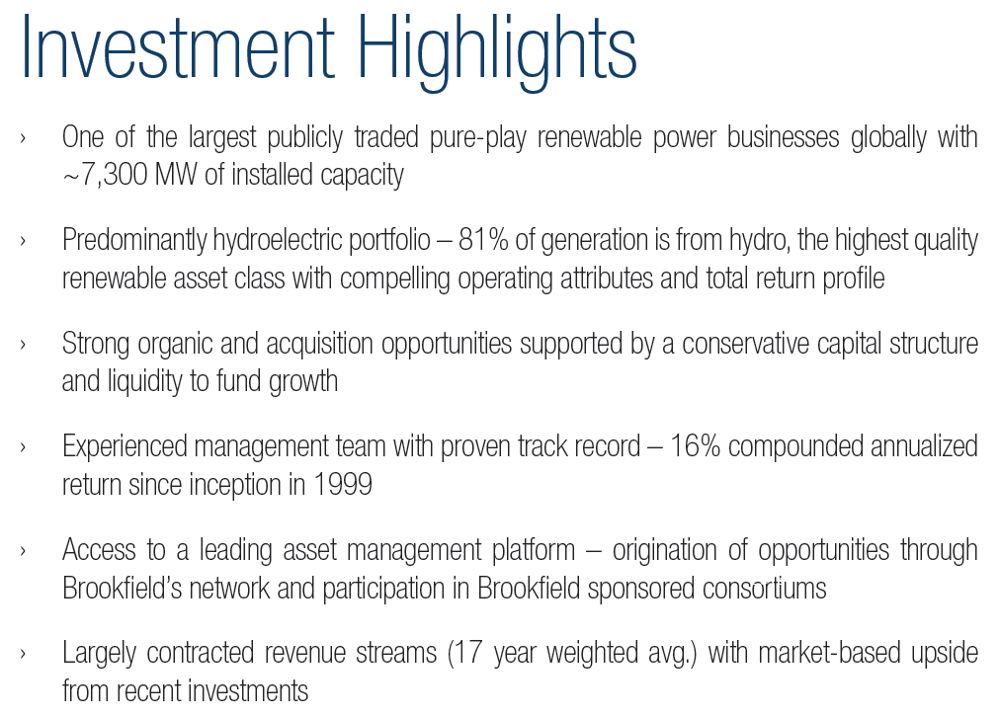 Investment Highlights
› One of the largest publicly traded pure-play renewable power businesses globally with
~7,300 MW of installed capacity
› Predominantly hydroelectric portfolio – 81% of generation is from hydro, the highest quality
renewable asset class with compelling operating attributes and total return profile
› Strong organic and acquisition opportunities supported by a conservative capital structure
and liquidity to fund growth
› Experienced management team with proven track record – 16% compounded annualized
return since inception in 1999
› Access to a leading asset management platform – origination of opportunities through
Brookfield’s network and participation in Brookfield sponsored consortiums
› Largely contracted revenue streams (17 year weighted avg.) with market-based upside
from recent investments